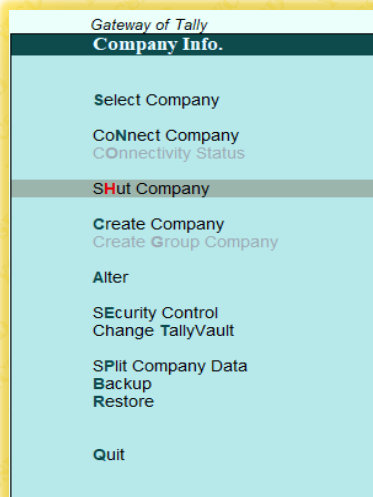 Gateway of Tally
Company Info.
Select Company
CoNnect Company
COnnectivity Status
SHut Company
Create Company
Create Group Company
Alter
SEcurity Control
Change TallyVault
SPlit Company Data
Backup
Restore
Quit